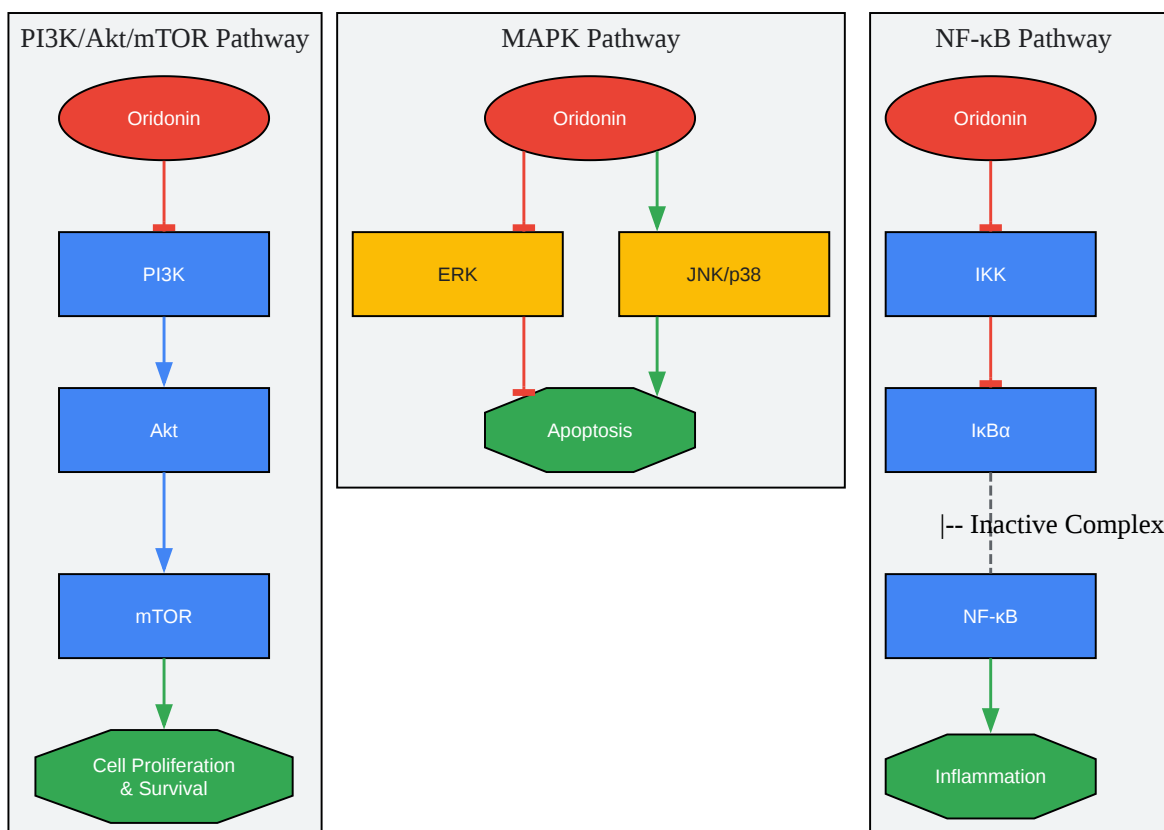 PI3K/Akt/mTOR Pathway
Oridonin
PI3K
Akt
mTOR
Cell Proliferation
& Survival
MAPK Pathway
Oridonin
ERK
JNK/p38
Apoptosis
NF-κB Pathway
Oridonin
IKK
IκBα
|-- Inactive Complex
NF-κB
Inflammation